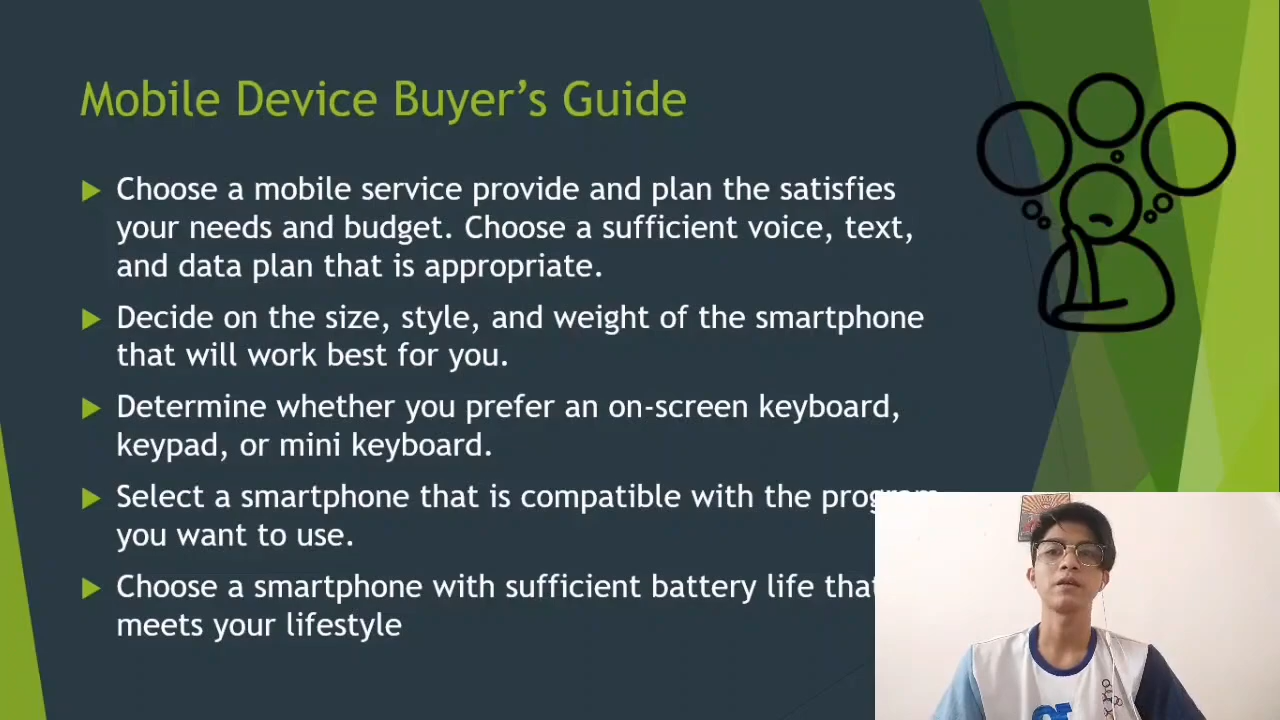 Mobile Device Buyer’s Guide
Choose a mobile service provide and plan the satisfies
your needs and budget. Choose a sufficient voice, text,
and data plan that is appropriate.
Decide on the size, style, and weight of the smartphone
that will work best for you.
Determine whether you prefer an on-screen keyboard,
keypad, or mini keyboard.
Select a smartphone that is compatible with the program
you want to use.
Choose a smartphone with sufficient battery life that
meets your lifestyle